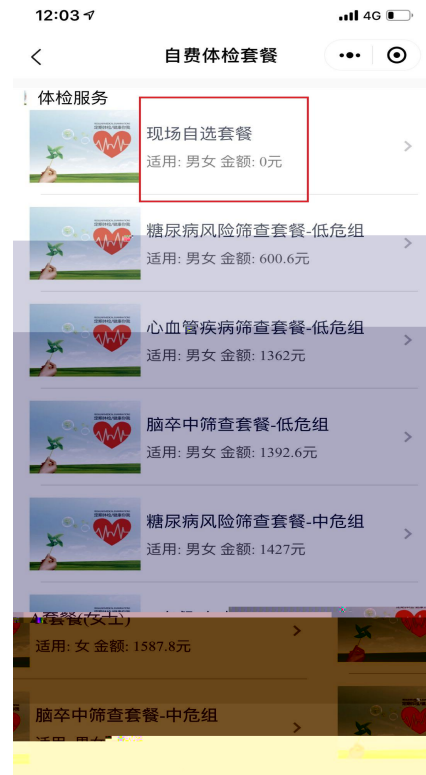 12:03
4G
自费体检套餐
体检服务
现场自选套餐
适用: 男女 金额: 0元
糖尿病风险筛查套餐-低危组
适用: 男女 金额: 600.6元
心血管疾病筛查套餐-低危组
适用: 男女 金额: 1362元
脑卒中筛查套餐-低危组
适用: 男女 金额: 1392.6元
糖尿病风险筛查套餐-中危组
适用: 男女 金额: 1427元
A套餐(女士)
适用: 女 金额: 1587.8元
脑卒中筛查套餐-中危组